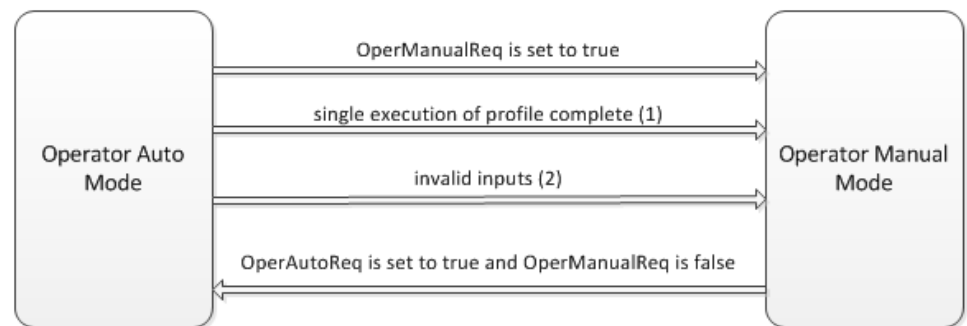 OperManualReq is set to true
single execution of profile complete (1)
Operator Auto
Mode
Operator Manual
Mode
invalid inputs (2)
OperAutoReq is set to true and OperManualReq is false